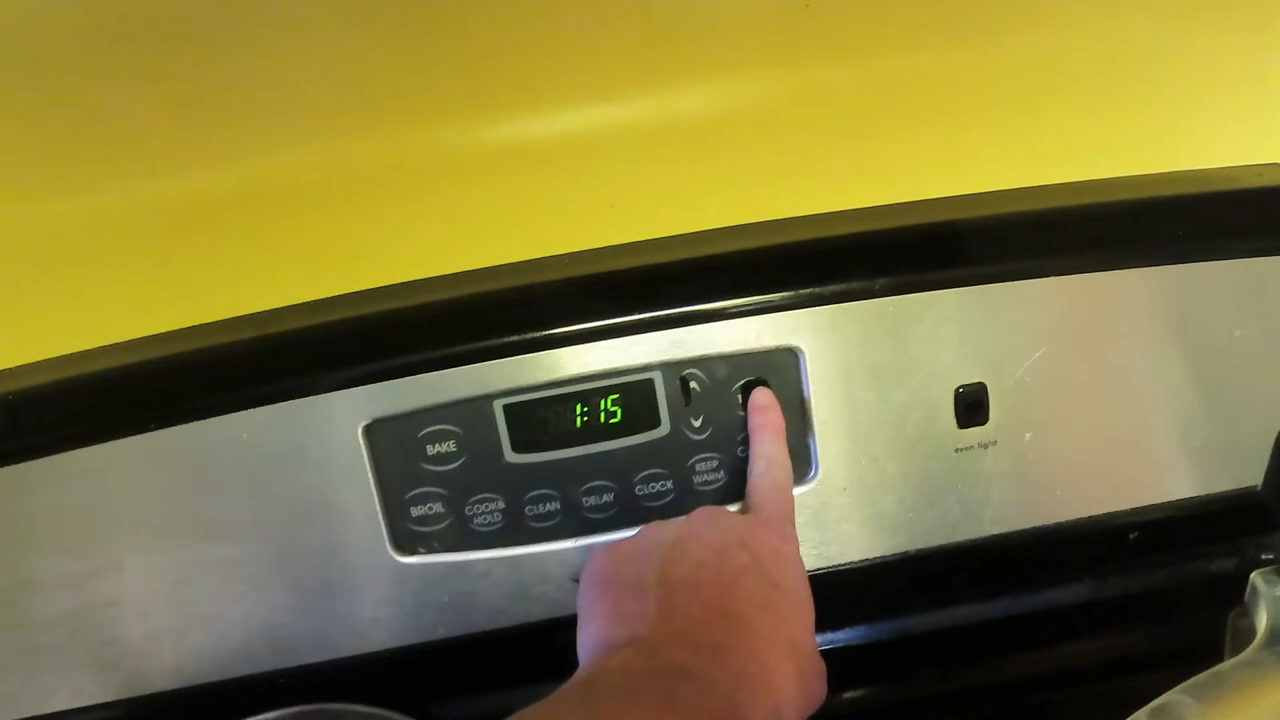 1:15
BAKE
BROIL
COOK&
HOLD
CLEAN
DELAY
CLOCK
KEEP
WARM
oven light